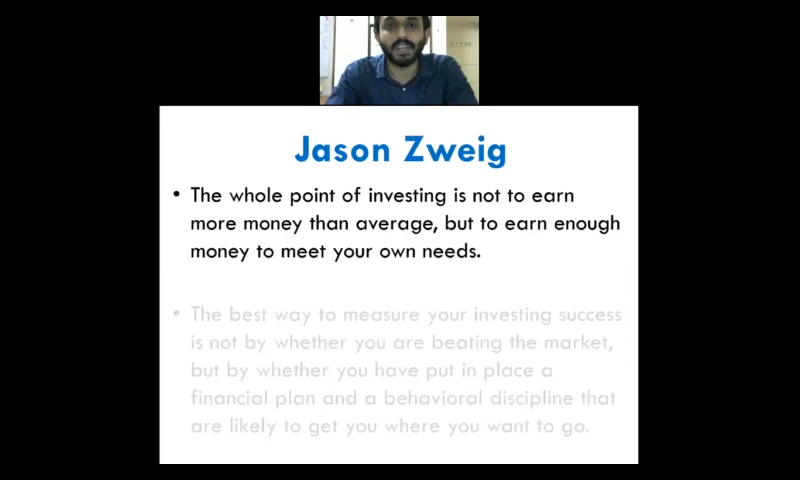 Jason Zweig
• The whole point of investing is not to earn
more money than average, but to earn enough
money to meet your own needs.
• The best way to measure your investing success
is not by whether you are beating the market,
but by whether you have put in place a
financial plan and a behavioral discipline that
are likely to get you where you want to go.